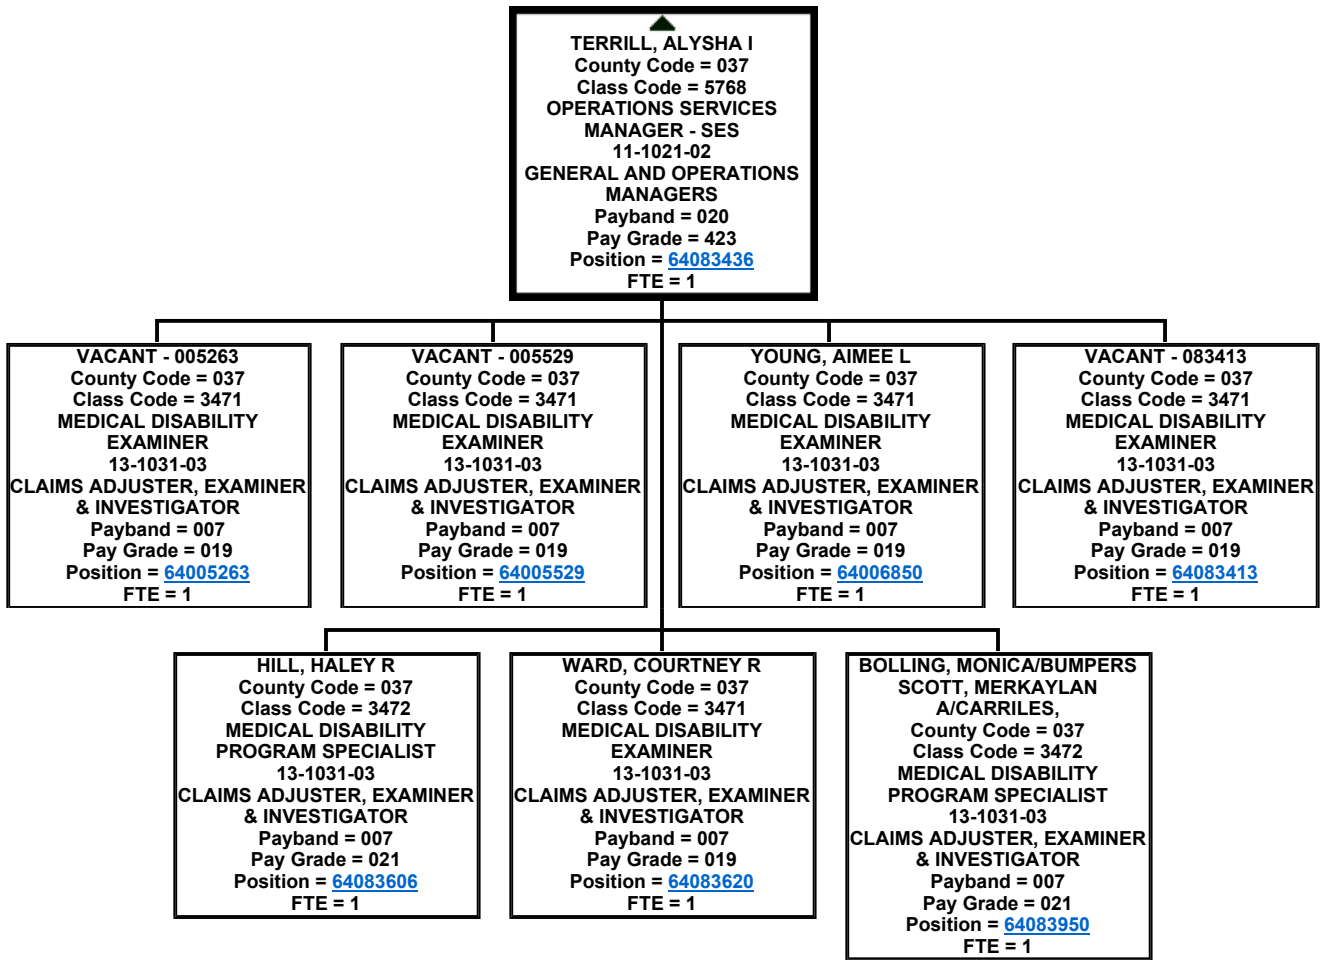 TERRILL, ALYSHA I
County Code = 037
Class Code = 5768
OPERATIONS SERVICES
MANAGER - SES
11-1021-02
GENERAL AND OPERATIONS
MANAGERS
Payband = 020
Pay Grade = 423
Position = 64083436
FTE = 1
VACANT - 005263
County Code = 037
Class Code = 3471
MEDICAL DISABILITY
EXAMINER
13-1031-03
CLAIMS ADJUSTER, EXAMINER
& INVESTIGATOR
Payband = 007
Pay Grade = 019
Position = 64005263
FTE = 1
VACANT - 005529
County Code = 037
Class Code = 3471
MEDICAL DISABILITY
EXAMINER
13-1031-03
CLAIMS ADJUSTER, EXAMINER
& INVESTIGATOR
Payband = 007
Pay Grade = 019
Position = 64005529
FTE = 1
YOUNG, AIMEE L
County Code = 037
Class Code = 3471
MEDICAL DISABILITY
EXAMINER
13-1031-03
CLAIMS ADJUSTER, EXAMINER
& INVESTIGATOR
Payband = 007
Pay Grade = 019
Position = 64006850
FTE = 1
VACANT - 083413
County Code = 037
Class Code = 3471
MEDICAL DISABILITY
EXAMINER
13-1031-03
CLAIMS ADJUSTER, EXAMINER
& INVESTIGATOR
Payband = 007
Pay Grade = 019
Position = 64083413
FTE = 1
HILL, HALEY R
County Code = 037
Class Code = 3472
MEDICAL DISABILITY
PROGRAM SPECIALIST
13-1031-03
CLAIMS ADJUSTER, EXAMINER
& INVESTIGATOR
Payband = 007
Pay Grade = 021
Position = 64083606
FTE = 1
WARD, COURTNEY R
County Code = 037
Class Code = 3471
MEDICAL DISABILITY
EXAMINER
13-1031-03
CLAIMS ADJUSTER, EXAMINER
& INVESTIGATOR
Payband = 007
Pay Grade = 019
Position = 64083620
FTE = 1
BOLLING, MONICA/BUMPERS
SCOTT, MERKAYLAN
A/CARRILES,
County Code = 037
Class Code = 3472
MEDICAL DISABILITY
PROGRAM SPECIALIST
13-1031-03
CLAIMS ADJUSTER, EXAMINER
& INVESTIGATOR
Payband = 007
Pay Grade = 021
Position = 64083950
FTE = 1